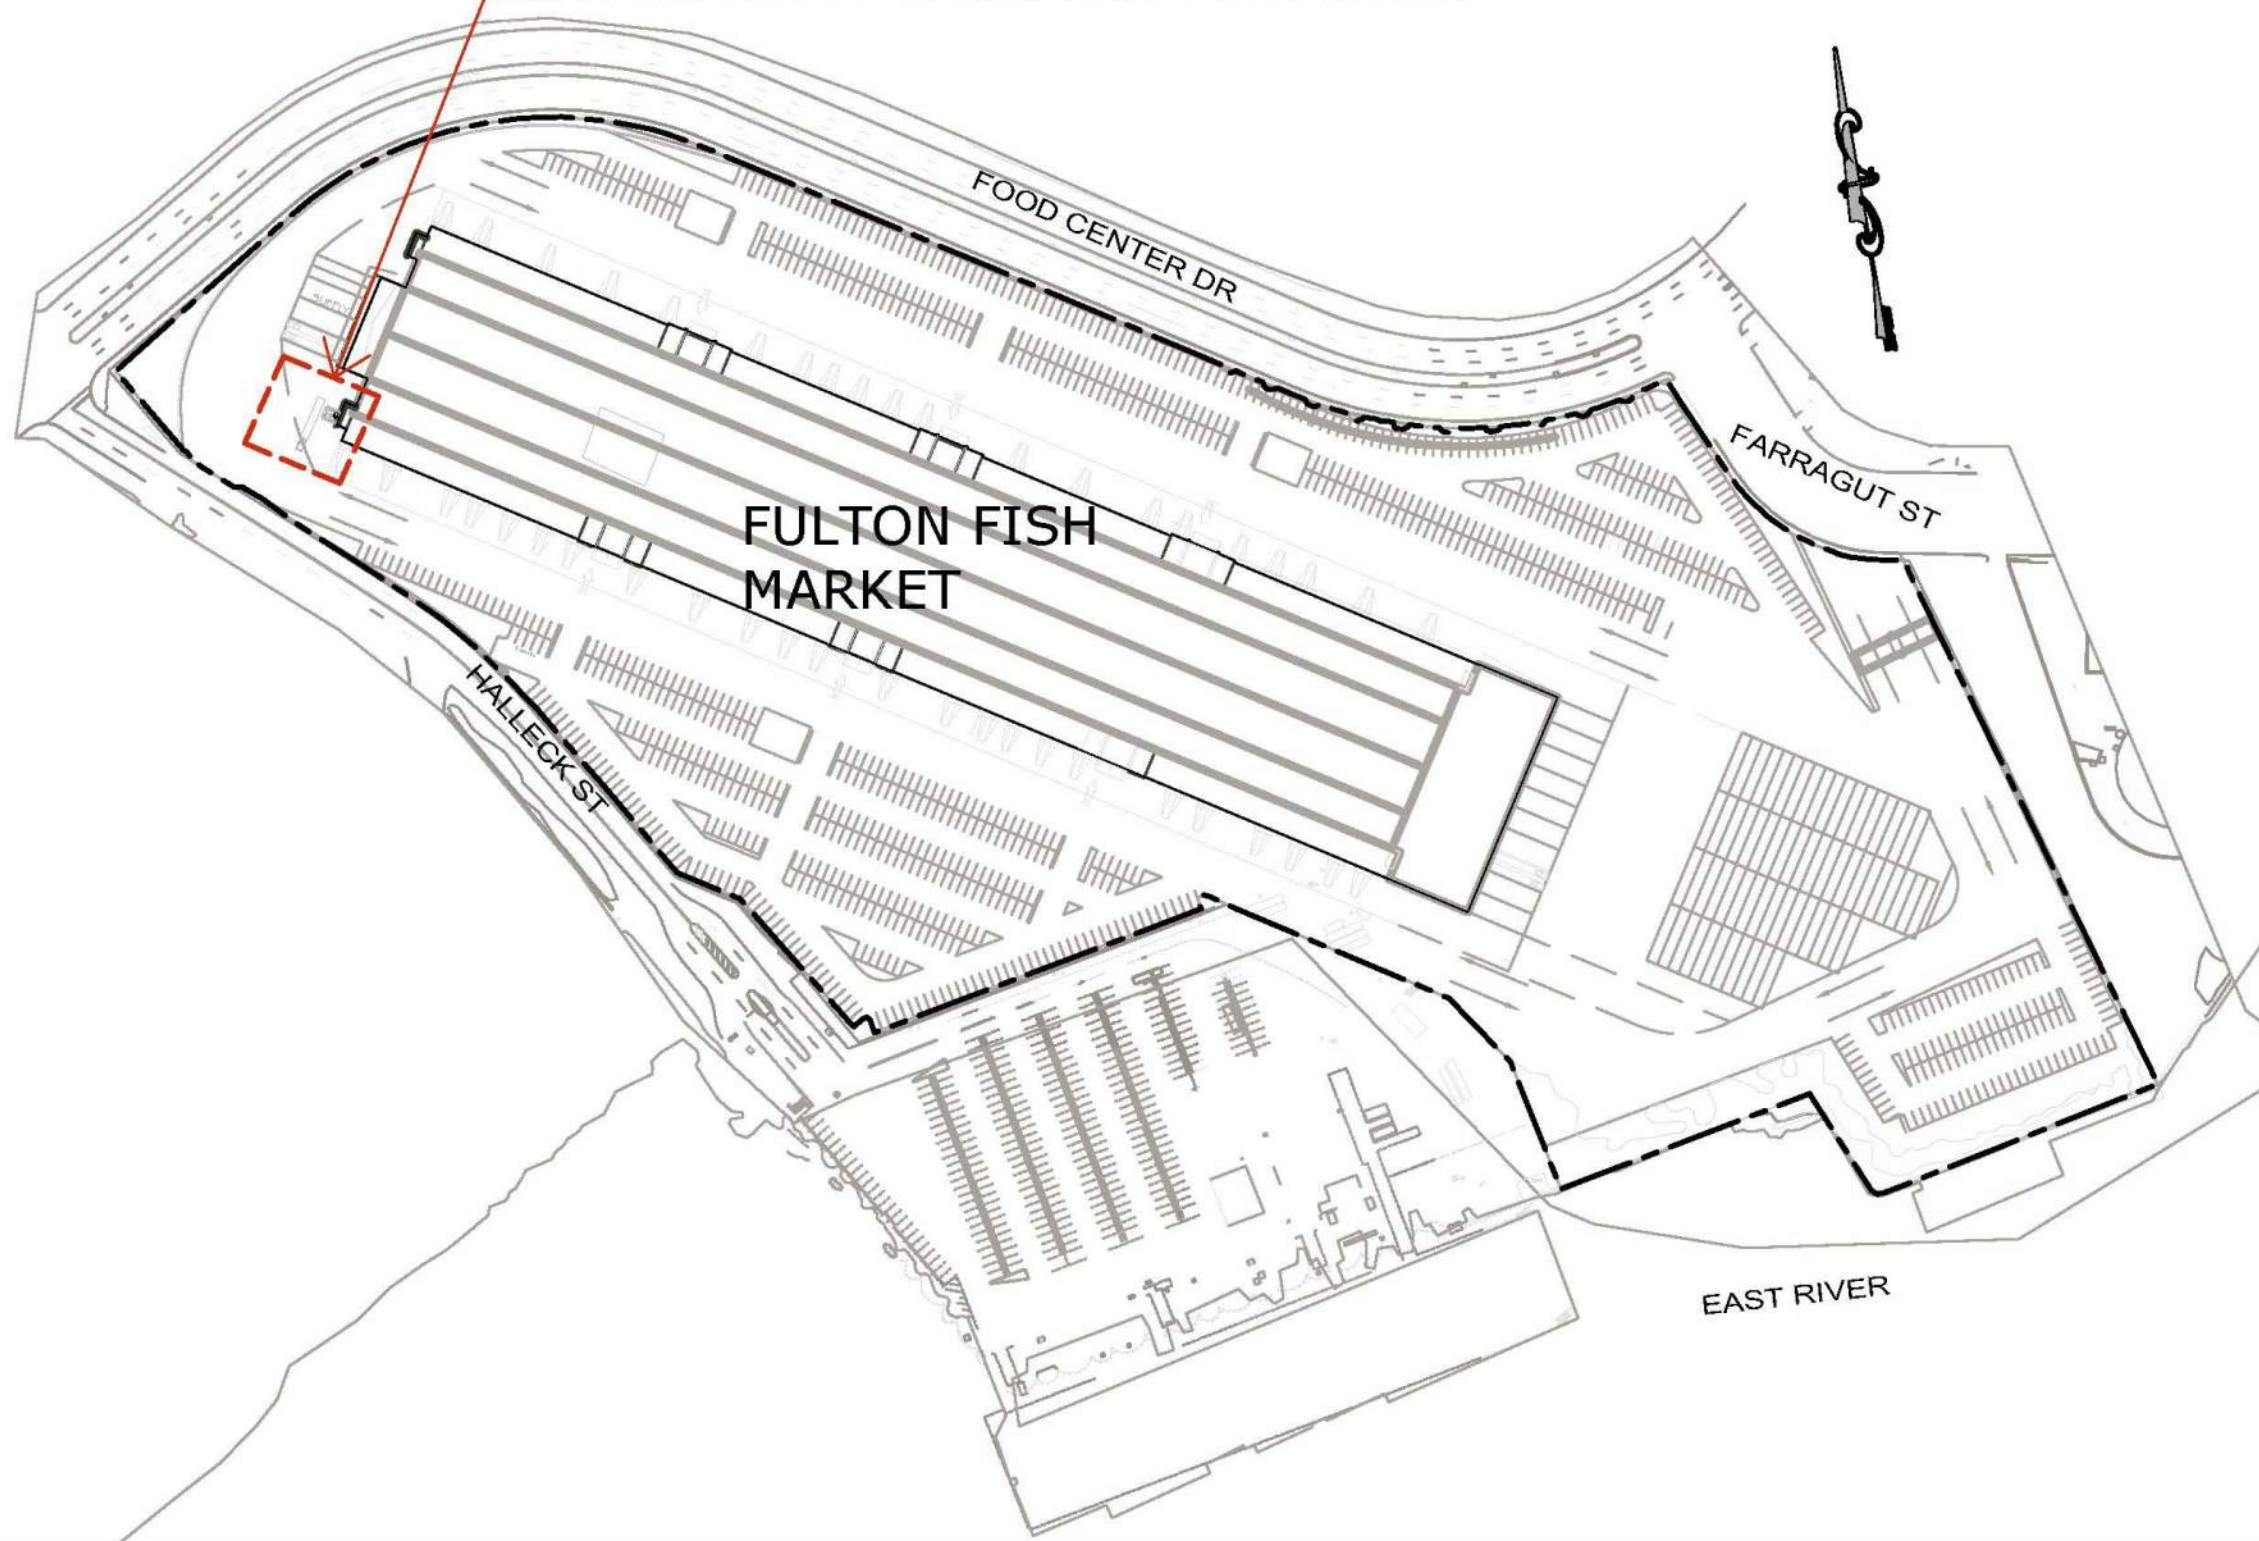 FOOD CENTER DR
FARRAGUT ST
FULTON FISH
MARKET
HALLECK ST
EAST RIVER